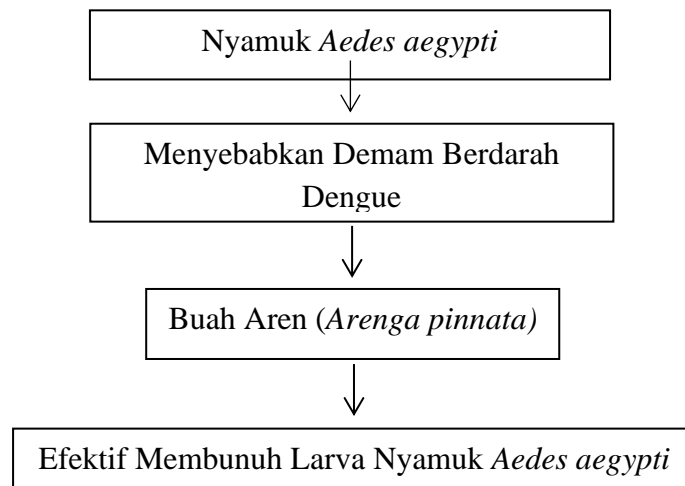 Nyamuk Aedes aegypti
Menyebabkan Demam Berdarah
Dengue
Buah Aren (Arenga pinnata)
Efektif Membunuh Larva Nyamuk Aedes aegypti